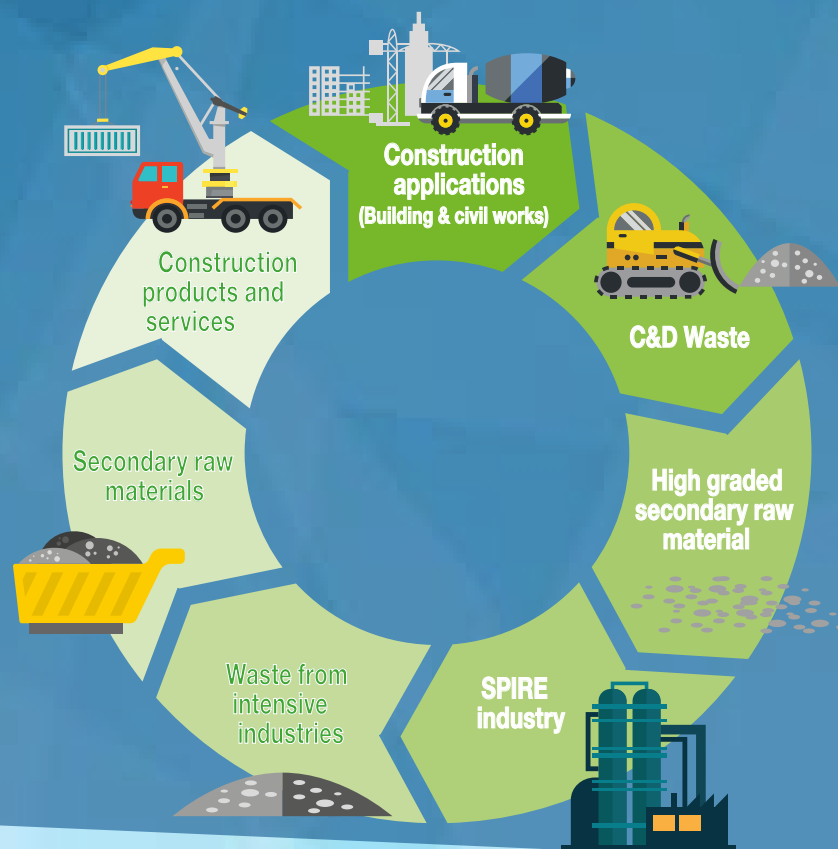 Construction
applications
(Building & civil works)
C&D Waste
High graded
secondary raw
material
SPIRE
industry
Waste from
intensive
industries
Secondary raw
materials
Construction
products and
services